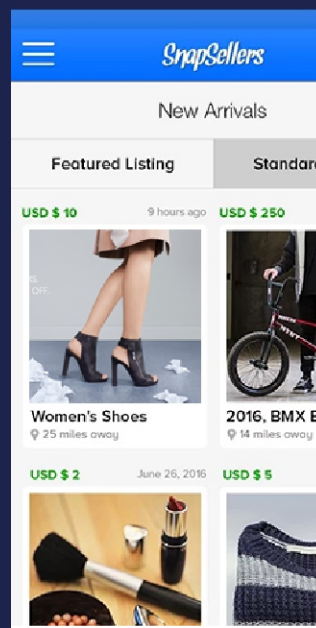 SnapSellers
New Arrivals
Featured Listing Standard
USD $ 10 9 hours ago USD $ 250
OFF.
Women's Shoes 2016, BMX B
25 miles away 14 miles away
USD $ 2 June 26, 2016 USD $ 5